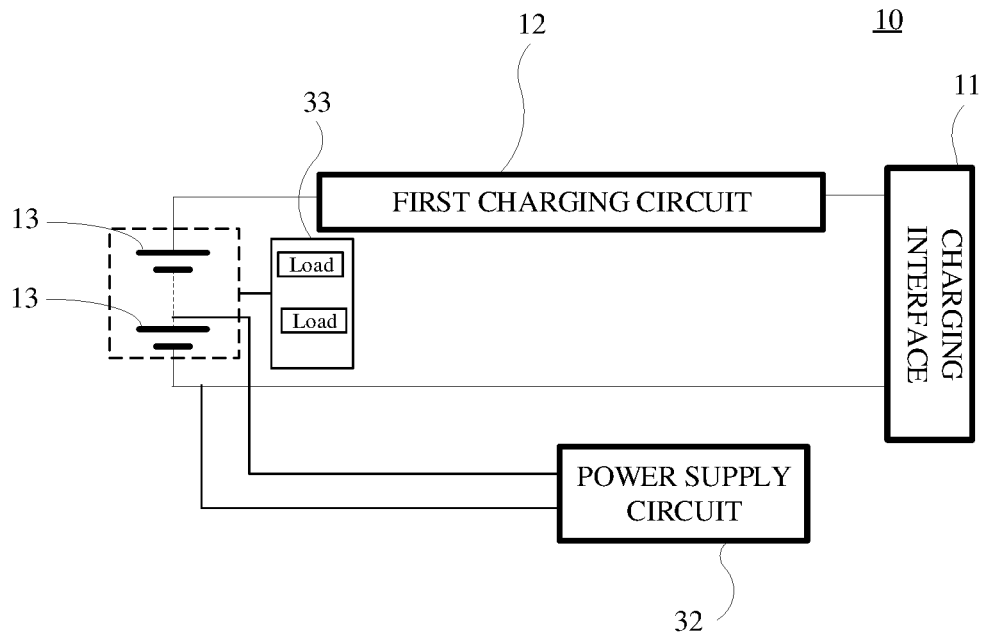 10
12
11
33
FIRST CHARGING CIRCUIT
13
Load
13
Load
CHARGING
INTERFACE
POWER SUPPLY
CIRCUIT
32